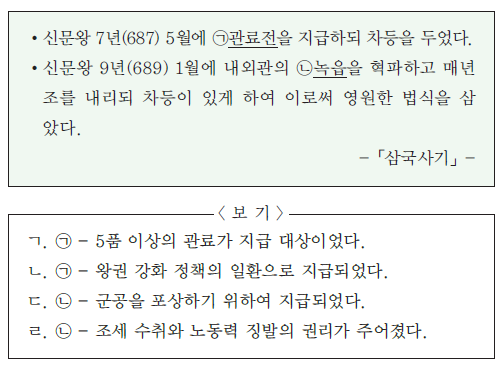 • 신문왕 7년(687) 5월에 ㉠관료전을 지급하되 차등을 두었다.
• 신문왕 9년(689) 1월에 내외관의 ㉡녹읍을 혁파하고 매년
조를 내리되 차등이 있게 하여 이로써 영원한 법식을 삼
았다.
－「삼국사기」－
〈 보 기 〉
ㄱ. ㉠ － 5품 이상의 관료가 지급 대상이었다.
ㄴ. ㉠ － 왕권 강화 정책의 일환으로 지급되었다.
ㄷ. ㉡ － 군공을 포상하기 위하여 지급되었다.
ㄹ. ㉡ － 조세 수취와 노동력 징발의 권리가 주어졌다.